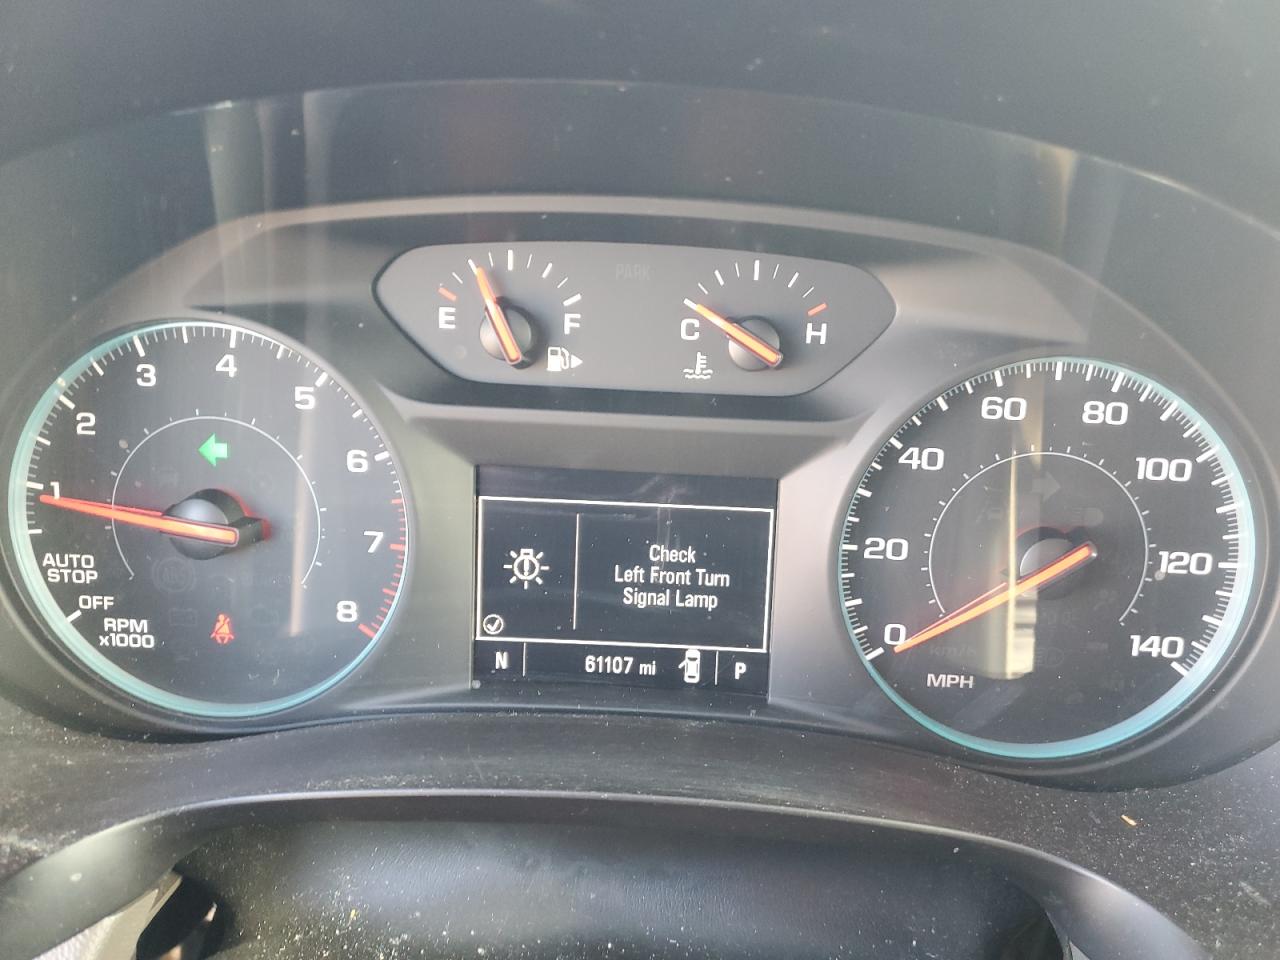 PARK
E
F
C
H
1
2
3
4
5
6
7
8
AUTO
STOP
OFF
RPM
x1000
Check
Left Front Turn
Signal Lamp
N
61107 mi
P
0
20
40
60
80
100
120
140
MPH
km/h